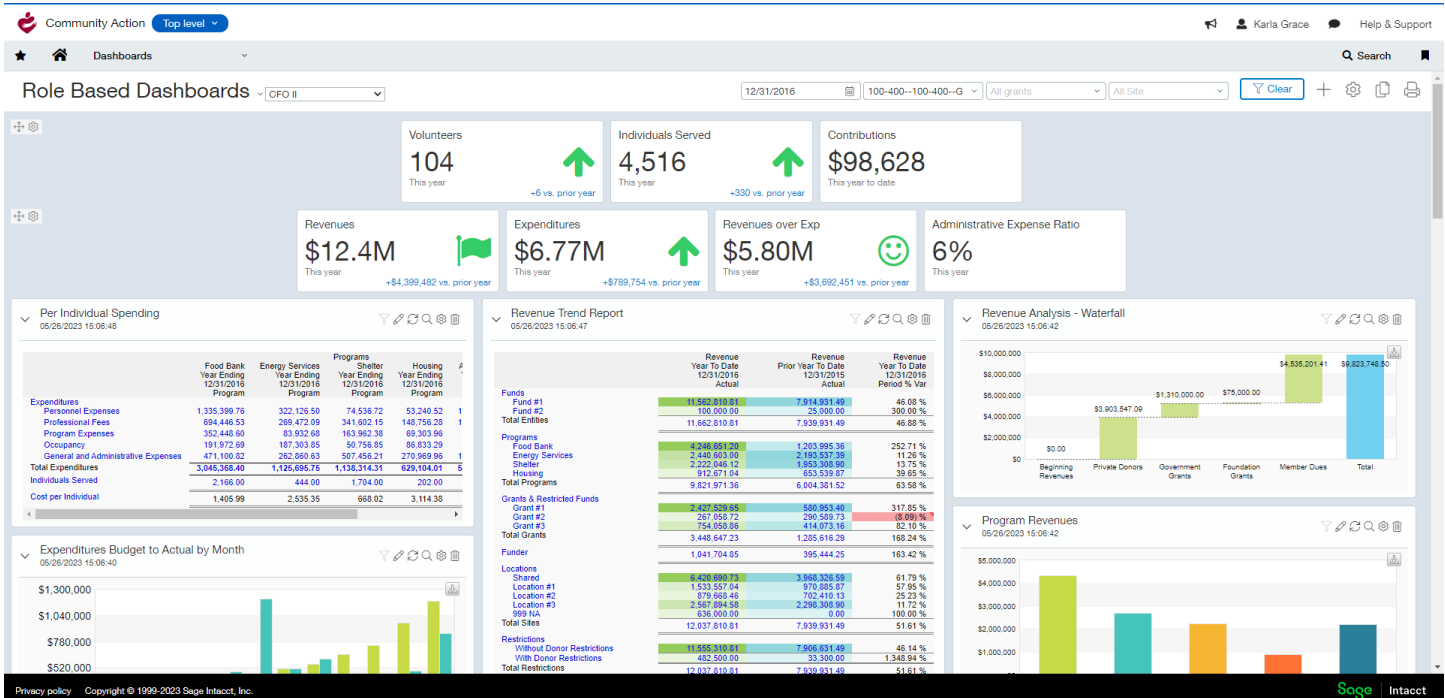 Community Action Top level
Karla Grace Help & Support
Dashboards Search
Role Based Dashboards CFO II 12/31/2016 100-400--100-400--G All grants All Site Clear
Volunteers
104
This year
+6 vs. prior year
Individuals Served
4,516
This year
+330 vs. prior year
Contributions
$98,628
This year to date
Revenues
$12.4M
This year
+$4,399,482 vs. prior year
Expenditures
$6.77M
This year
+$789,754 vs. prior year
Revenues over Exp
$5.80M
This year
+$3,692,451 vs. prior year
Administrative Expense Ratio
6%
This year
Per Individual Spending
05/26/2023 15:06:48
Programs
Food Bank Energy Services Shelter Housing
Year Ending Year Ending Year Ending Year Ending
12/31/2016 12/31/2016 12/31/2016 12/31/2016
Program Program Program Program
Expenditures
Personnel Expenses 1,335,399.76 322,126.50 74,536.72 53,240.52 1
Professional Fees 694,446.53 269,472.09 341,602.15 148,756.28 1
Program Expenses 352,448.60 83,932.68 163,962.38 69,303.96
Occupancy 191,972.69 187,303.85 50,756.85 86,833.29
General and Administrative Expenses 471,100.82 262,860.63 507,456.21 270,969.96 1
Total Expenditures 3,045,368.40 1,125,695.75 1,138,314.31 629,104.01 5
Individuals Served 2,166.00 444.00 1,704.00 202.00
Cost per Individual 1,405.99 2,535.35 668.02 3,114.38
Expenditures Budget to Actual by Month
05/26/2023 15:06:40
$1,300,000
$1,040,000
$780,000
$520,000
Revenue Trend Report
05/26/2023 15:06:47
Revenue Revenue Revenue
Year To Date Prior Year To Date Year To Date
12/31/2016 12/31/2015 12/31/2016
Actual Actual Period % Var
Funds
Fund #1 11,562,810.81 7,914,931.49 46.08 %
Fund #2 100,000.00 25,000.00 300.00 %
Total Entities 11,662,810.81 7,939,931.49 46.88 %
Programs
Food Bank 4,246,651.20 1,203,995.36 252.71 %
Energy Services 2,440,603.00 2,193,537.39 11.26 %
Shelter 2,222,046.12 1,953,308.90 13.75 %
Housing 912,671.04 653,539.87 39.65 %
Total Programs 9,821,971.36 6,004,381.52 63.58 %
Grants & Restricted Funds
Grant #1 2,427,529.65 580,953.40 317.85 %
Grant #2 267,058.72 290,589.73 (8.09) %
Grant #3 754,058.86 414,073.16 82.10 %
Total Grants 3,448,647.23 1,285,616.29 168.24 %
Funder 1,041,704.85 395,444.25 163.42 %
Locations
Shared 6,420,690.73 3,968,326.59 61.79 %
Location #1 1,533,557.04 970,885.87 57.95 %
Location #2 879,668.46 702,410.13 25.23 %
Location #3 2,567,894.58 2,298,308.90 11.72 %
999 NA 636,000.00 0.00 100.00 %
Total Sites 12,037,810.81 7,939,931.49 51.61 %
Restrictions
Without Donor Restrictions 11,555,310.81 7,906,631.49 46.14 %
With Donor Restrictions 482,500.00 33,300.00 1,348.94 %
Total Restrictions 12,037,810.81 7,939,931.49 51.61 %
Revenue Analysis - Waterfall
05/26/2023 15:06:42
$10,000,000
$8,000,000
$6,000,000
$4,000,000
$2,000,000
$0
$0.00 $3,903,547.09 $1,310,000.00 $75,000.00 $4,535,201.41 $9,823,748.50
Beginning Private Donors Government Foundation Member Dues Total
Revenues Grants Grants
Program Revenues
05/26/2023 15:06:42
$5,000,000
$4,000,000
$3,000,000
$2,000,000
$1,000,000
Privacy policy Copyright © 1999-2023 Sage Intacct, Inc. Sage Intacct